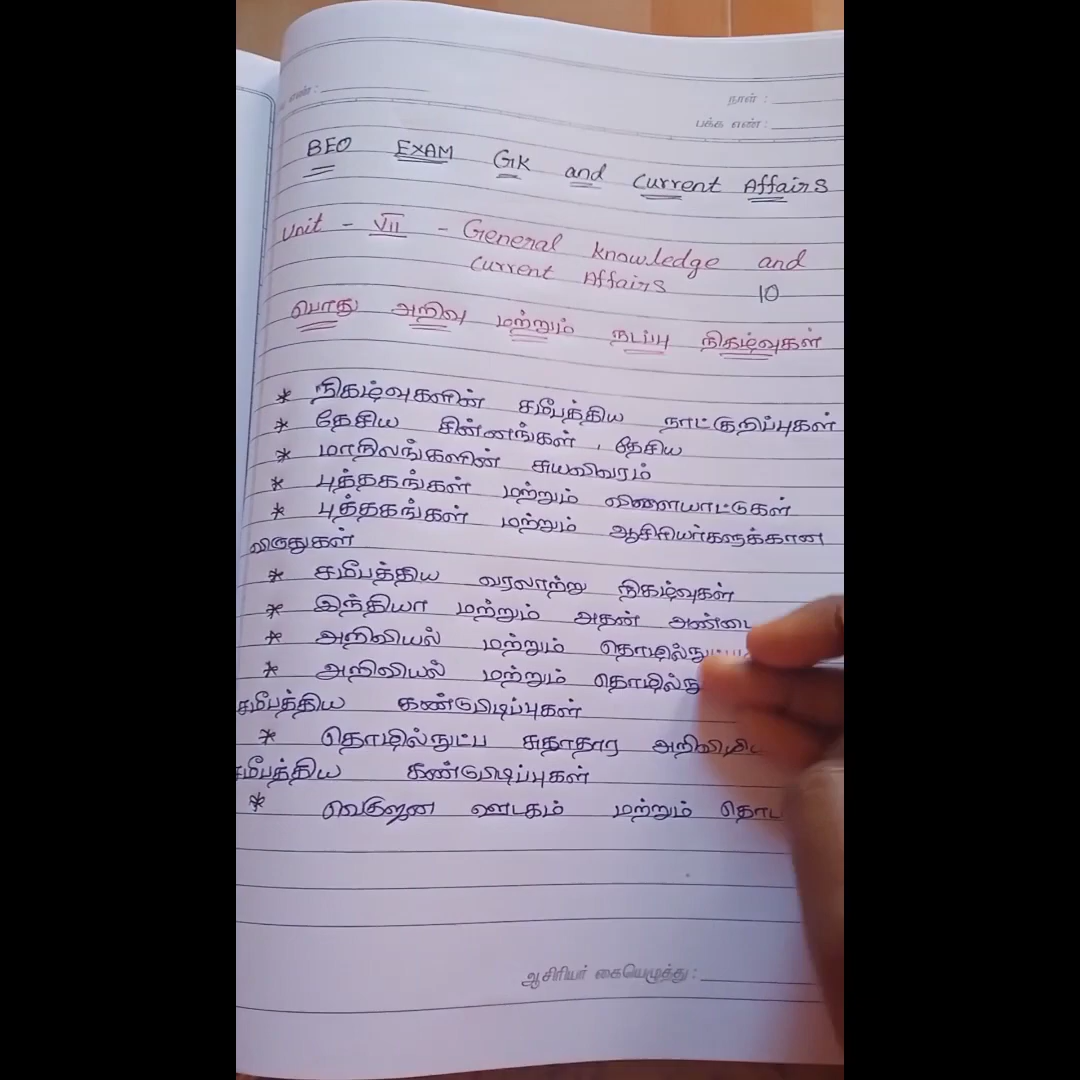 எண் :
நாள் :
பக்க எண் :
BEO EXAM GK and Current Affairs
Unit - VII - General knowledge and
Current Affairs 10
பொது அறிவு மற்றும் நடப்பு நிகழ்வுகள்
* நிகழ்வுகளின் சமீபத்திய நாட்குறிப்புகள்
* தேசிய சின்னங்கள், தேசிய
* மாநிலங்களின் சுயவிவரம்
* புத்தகங்கள் மற்றும் விளையாட்டுகள்
* புத்தகங்கள் மற்றும் ஆசிரியர்களுக்கான
விருதுகள்
* சமீபத்திய வரலாற்று நிகழ்வுகள்
* இந்தியா மற்றும் அதன்
* அறிவியல் மற்றும்
* அறிவியல் மற்றும்
சமீபத்திய கண்டுபிடிப்புகள்
* தொழில்நுட்ப சுகாதார
சமீபத்திய கண்டுபிடிப்புகள்
* வெகுஜன ஊடகம் மற்றும்
ஆசிரியர் கையெழுத்து :